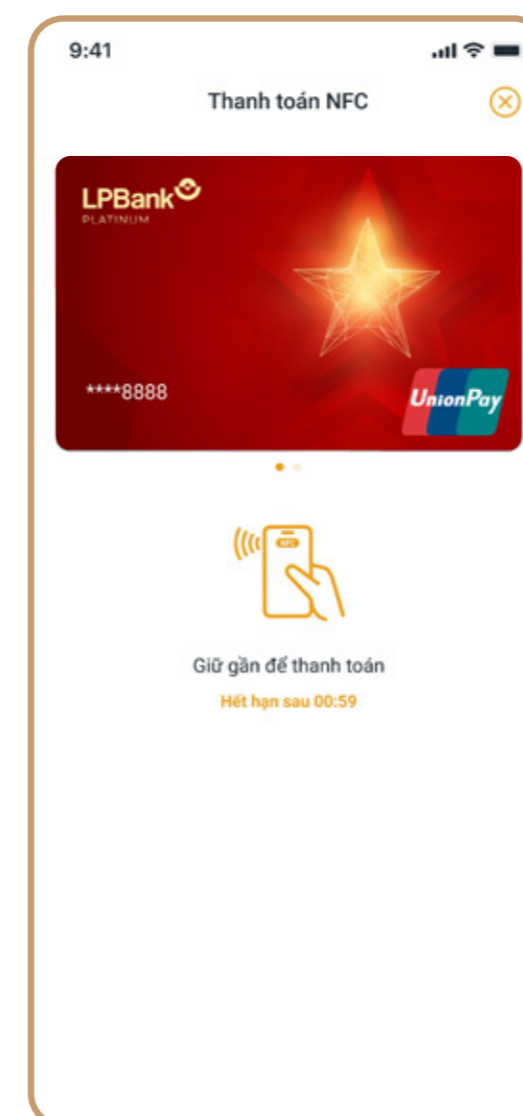 9:41
Thanh toán NFC
LPBank
PLATINUM
****8888
UnionPay
NFC
Giữ gần để thanh toán
Hết hạn sau 00:59